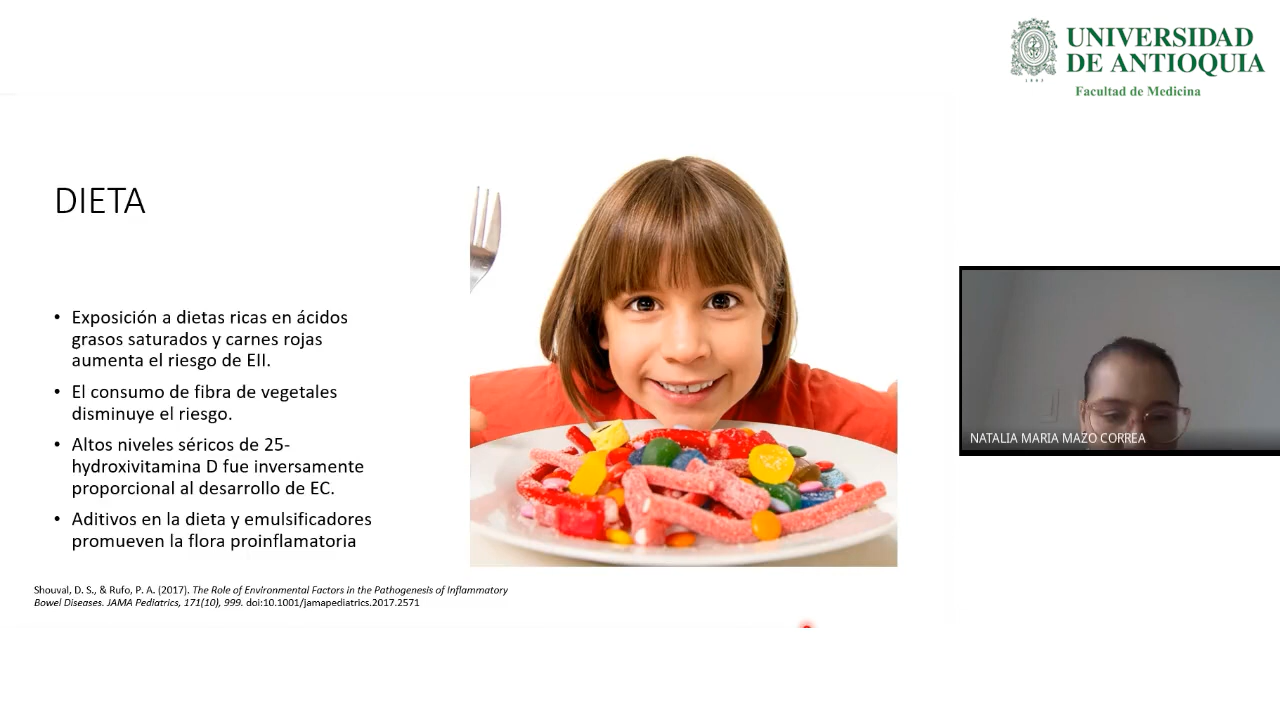 UNIVERSIDAD
DE ANTIOQUIA
1803
Facultad de Medicina
DIETA
• Exposición a dietas ricas en ácidos
grasos saturados y carnes rojas
aumenta el riesgo de EII.
• El consumo de fibra de vegetales
disminuye el riesgo.
• Altos niveles séricos de 25-
hydroxivitamina D fue inversamente
proporcional al desarrollo de EC.
• Aditivos en la dieta y emulsificadores
promueven la flora proinflamatoria
Shouval, D. S., & Rufo, P. A. (2017). The Role of Environmental Factors in the Pathogenesis of Inflammatory
Bowel Diseases. JAMA Pediatrics, 171(10), 999. doi:10.1001/jamapediatrics.2017.2571
NATALIA MARIA MAZO CORREA